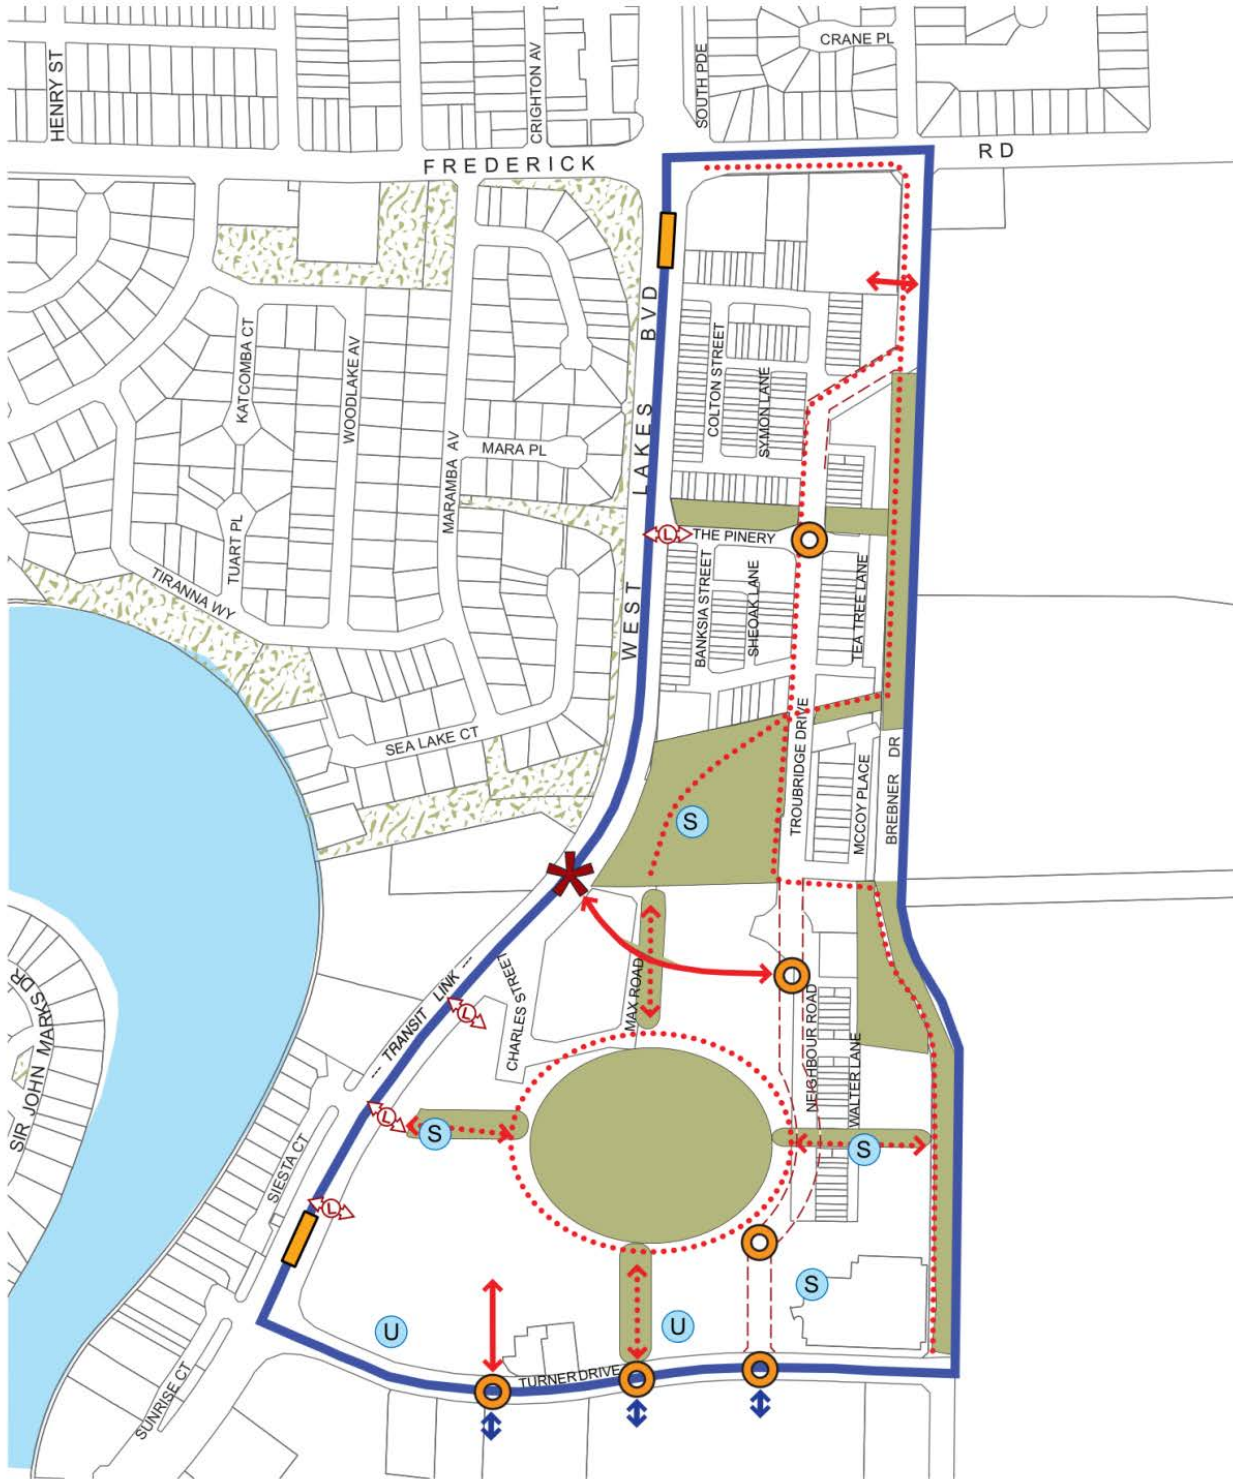 CRANE PL
HENRY ST
CRIGHTON AV
SOUTH PDE
FREDERICK
RD
KATCOMBA CT
WOODLAKE AV
WEST LAKES BVD
COLTON STREET
SYMON LANE
MARAMBA AV
MARA PL
TUART PL
TIRANNA WY
L
THE PINERY
BANKSIA STREET
SHEOAK LANE
TEA TREE LANE
SEA LAKE CT
TROUBRIDGE DRIVE
MCCOY PLACE
BREBNER DR
S
SIR JOHN MARKS DR
--- TRANSIT LINK ---
L
CHARLES STREET
MAX ROAD
NEIGHBOUR ROAD
WALTER LANE
L
S
S
SIESTA CT
L
S
U
U
TURNER DRIVE
SUNRISE CT